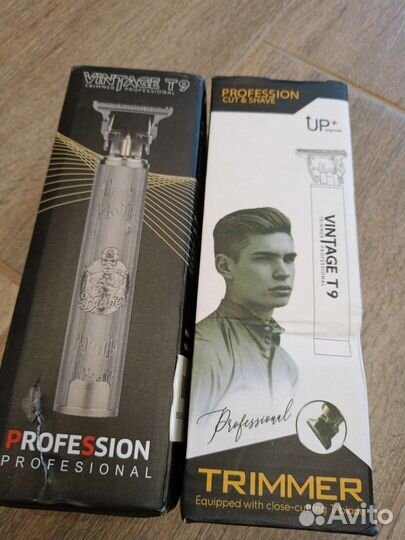 VINTAGE T9
TRIMMER PROFESSIONAL
PROFESSION
PROFESIONAL
PROFESSION
CUT & SHAVE
UP+
VINTAGE T9
TRIMMER PROFESSIONAL
Professional
TRIMMER
Equipped with close-cutting
Avito